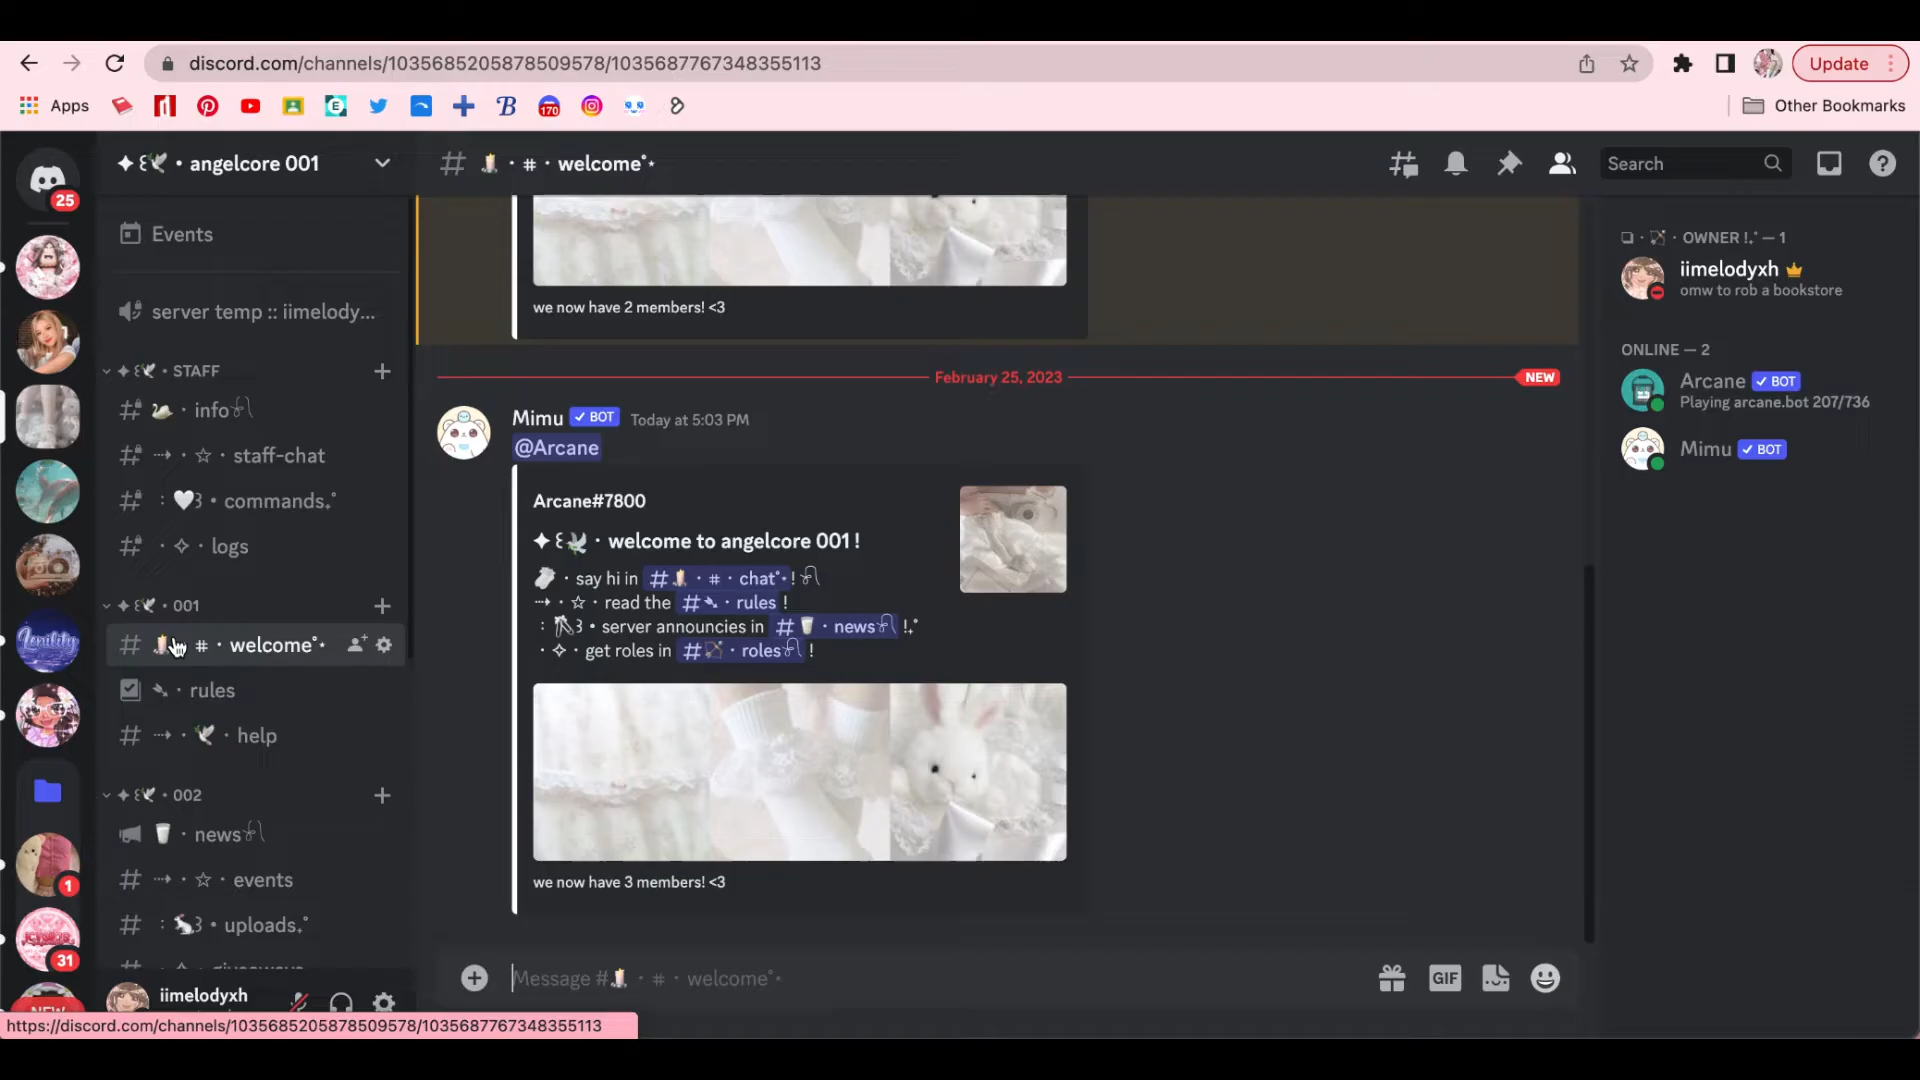 discord.com/channels/1035685205878509578/1035687767348355113
Update
Apps
170
Other Bookmarks
25
✦ ꒰🕊 • angelcore 001
Events
server temp :: iimelody...
✦ ꒰🕊 • STAFF
🦢 · info
⤑ · ☆ · staff-chat
: 🤍꒱ • commands.˚
· ✧ · logs
✦ ꒰🕊 • 001
🕯 · ⌗ · welcome˚⋆
➴ · rules
⤑ · 🕊 · help
✦ ꒰🕊 • 002
🥛 · news
⤑ · ☆ · events
: 🐇꒱ • uploads.˚
1
31
NEW
iimelodyxh
# 🕯 · ⌗ · welcome˚⋆
Search
we now have 2 members! <3
February 25, 2023
NEW
Mimu ✓ BOT Today at 5:03 PM
@Arcane
Arcane#7800
✦ ꒰🕊 · welcome to angelcore 001 !
· say hi in # 🕯 · ⌗ · chat˚⋆ !
⤑ · ☆ · read the # ➴ · rules !
: ꒱ • server announcies in # 🥛 · news !.˚
· ✧ · get roles in # 🏹 · roles !
we now have 3 members! <3
Message # 🕯 · ⌗ · welcome˚⋆
GIF
❏ · 🏹 · OWNER !.˚ — 1
iimelodyxh
omw to rob a bookstore
ONLINE — 2
Arcane ✓ BOT
Playing arcane.bot 207/736
Mimu ✓ BOT
https://discord.com/channels/1035685205878509578/1035687767348355113